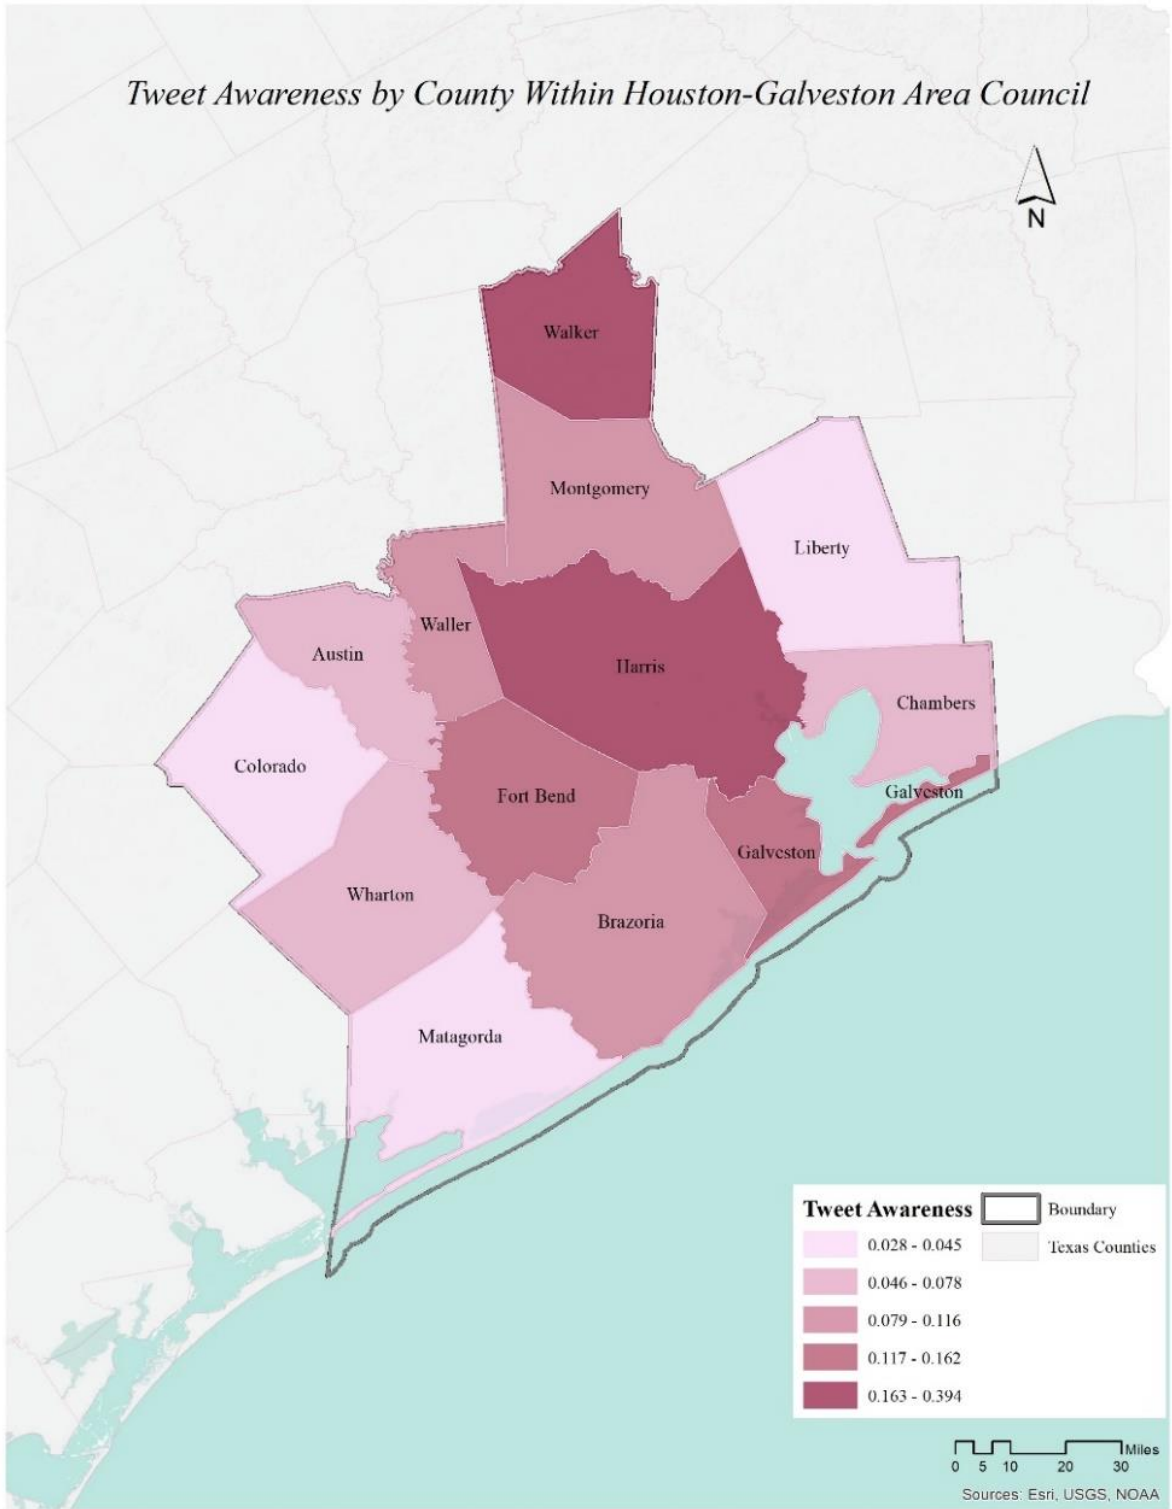 Tweet Awareness by County Within Houston-Galveston Area Council
N
Walker
Montgomery
Liberty
Waller
Austin
Harris
Chambers
Colorado
Fort Bend
Galveston
Galveston
Wharton
Brazoria
Matagorda
Tweet Awareness
0.028 - 0.045
0.046 - 0.078
0.079 - 0.116
0.117 - 0.162
0.163 - 0.394
Boundary
Texas Counties
Miles
0 5 10 20 30
Sources: Esri, USGS, NOAA